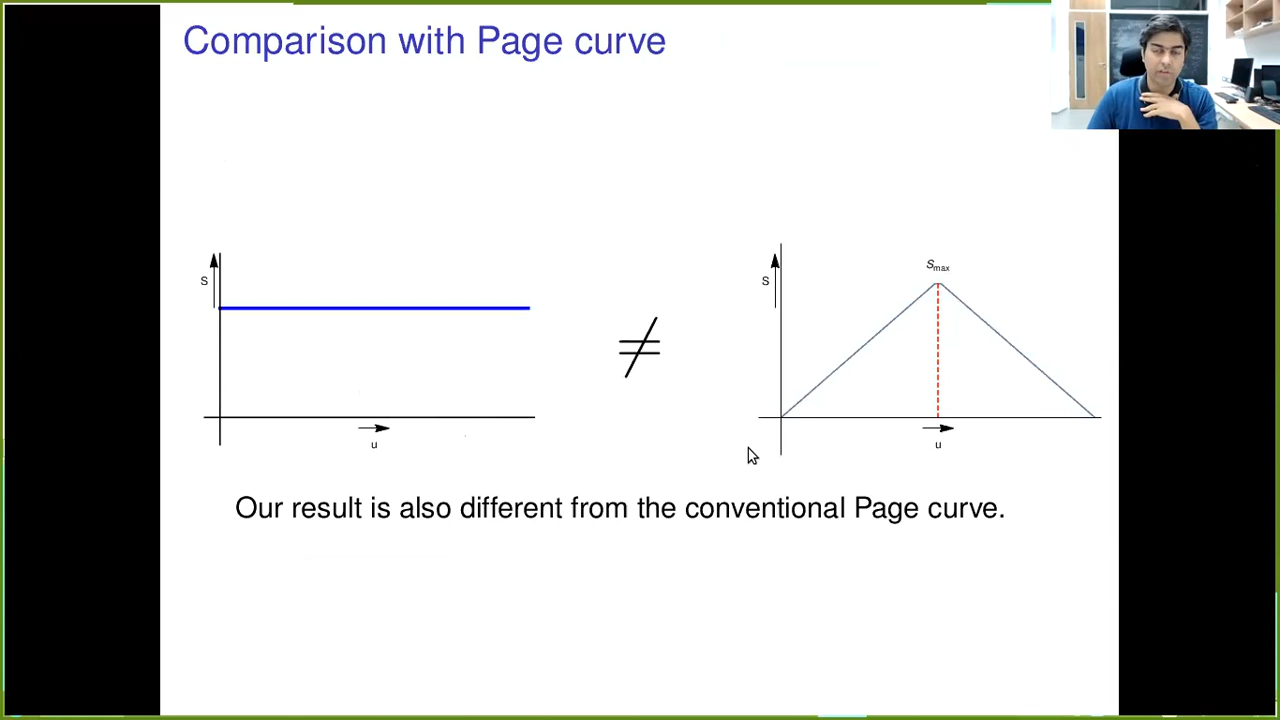 Comparison with Page curve
S
u
≠
S
Smax
u
Our result is also different from the conventional Page curve.